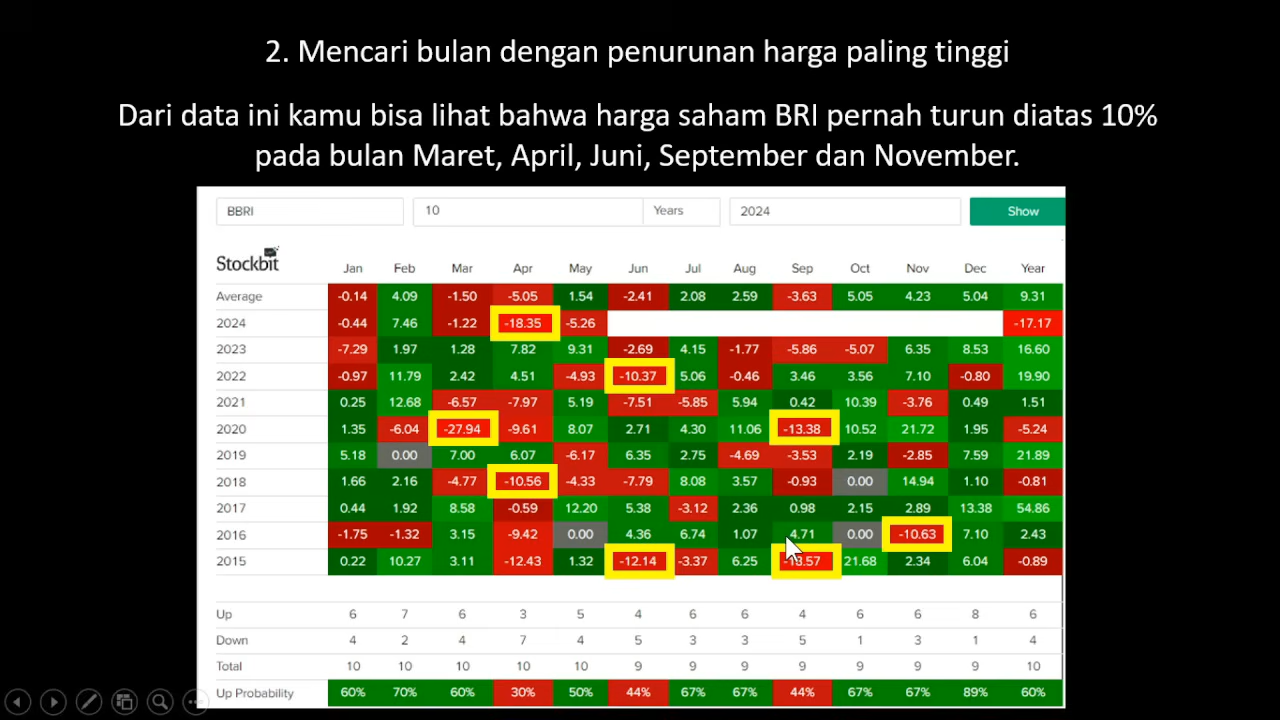 2. Mencari bulan dengan penurunan harga paling tinggi
Dari data ini kamu bisa lihat bahwa harga saham BRI pernah turun diatas 10%
pada bulan Maret, April, Juni, September dan November.
BBRI 10 Years 2024 Show
Stockbit Jan Feb Mar Apr May Jun Jul Aug Sep Oct Nov Dec Year
Average -0.14 4.09 -1.50 -5.05 1.54 -2.41 2.08 2.59 -3.63 5.05 4.23 5.04 9.31
2024 -0.44 7.46 -1.22 -18.35 -5.26 -17.17
2023 -7.29 1.97 1.28 7.82 9.31 -2.69 4.15 -1.77 -5.86 -5.07 6.35 8.53 16.60
2022 -0.97 11.79 2.42 4.51 -4.93 -10.37 5.06 -0.46 3.46 3.56 7.10 -0.80 19.90
2021 0.25 12.68 -6.57 -7.97 5.19 -7.51 -5.85 5.94 0.42 10.39 -3.76 0.49 1.51
2020 1.35 -6.04 -27.94 -9.61 8.07 2.71 4.30 11.06 -13.38 10.52 21.72 1.95 -5.24
2019 5.18 0.00 7.00 6.07 -6.17 6.35 2.75 -4.69 -3.53 2.19 -2.85 7.59 21.89
2018 1.66 2.16 -4.77 -10.56 -4.33 -7.79 8.08 3.57 -0.93 0.00 14.94 1.10 -0.81
2017 0.44 1.92 8.58 -0.59 12.20 5.38 -3.12 2.36 0.98 2.15 2.89 13.38 54.86
2016 -1.75 -1.32 3.15 -9.42 0.00 4.36 6.74 1.07 4.71 0.00 -10.63 7.10 2.43
2015 0.22 10.27 3.11 -12.43 1.32 -12.14 -3.37 6.25 21.68 2.34 6.04 -0.89
Up 6 7 6 3 5 4 6 6 4 6 6 8 6
Down 4 2 4 7 4 5 3 3 5 1 3 1 4
Total 10 10 10 10 10 9 9 9 9 9 9 9 10
Up Probability 60% 70% 60% 30% 50% 44% 67% 67% 44% 67% 67% 89% 60%